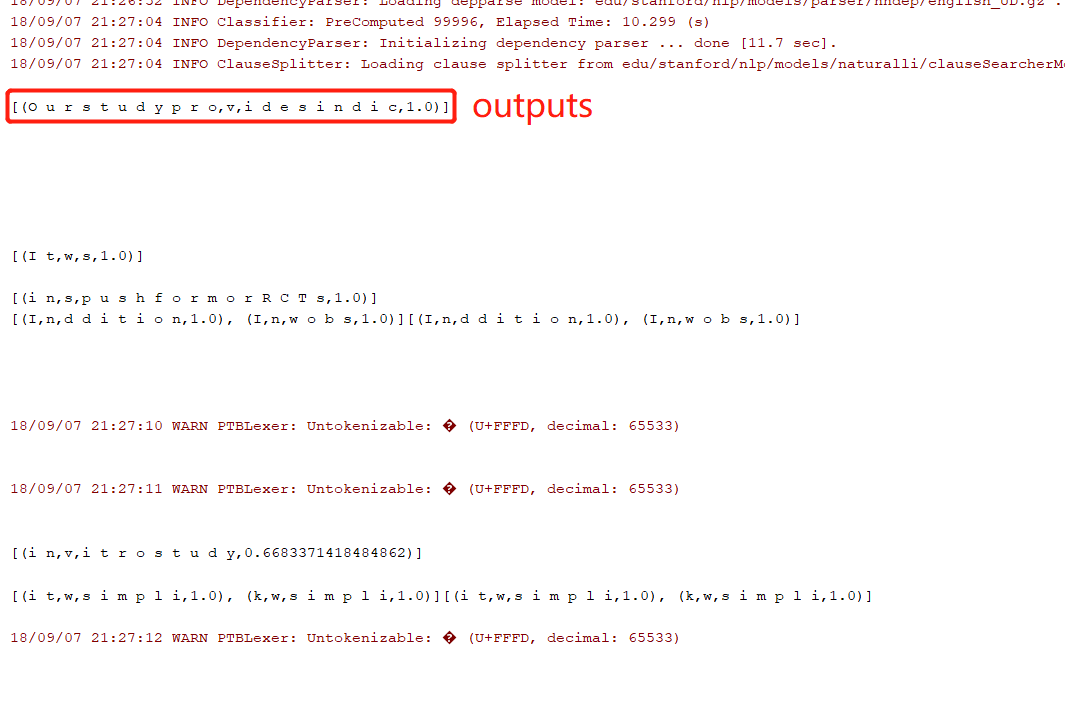 18/09/07 21:26:52 INFO DependencyParser: Loading depparse model: edu/stanford/nlp/models/parser/nndep/english_UD.gz .
18/09/07 21:27:04 INFO Classifier: PreComputed 99996, Elapsed Time: 10.299 (s)
18/09/07 21:27:04 INFO DependencyParser: Initializing dependency parser ... done [11.7 sec].
18/09/07 21:27:04 INFO ClauseSplitter: Loading clause splitter from edu/stanford/nlp/models/naturalli/clauseSearcherMo
[(O u r s t u d y p r o,v,i d e s i n d i c,1.0)] outputs
[(I t,w,s,1.0)]
[(i n,s,p u s h f o r m o r R C T s,1.0)]
[(I,n,d d i t i o n,1.0), (I,n,w o b s,1.0)][(I,n,d d i t i o n,1.0), (I,n,w o b s,1.0)]
18/09/07 21:27:10 WARN PTBLexer: Untokenizable: � (U+FFFD, decimal: 65533)
18/09/07 21:27:11 WARN PTBLexer: Untokenizable: � (U+FFFD, decimal: 65533)
[(i n,v,i t r o s t u d y,0.6683371418484862)]
[(i t,w,s i m p l i,1.0), (k,w,s i m p l i,1.0)][(i t,w,s i m p l i,1.0), (k,w,s i m p l i,1.0)]
18/09/07 21:27:12 WARN PTBLexer: Untokenizable: � (U+FFFD, decimal: 65533)